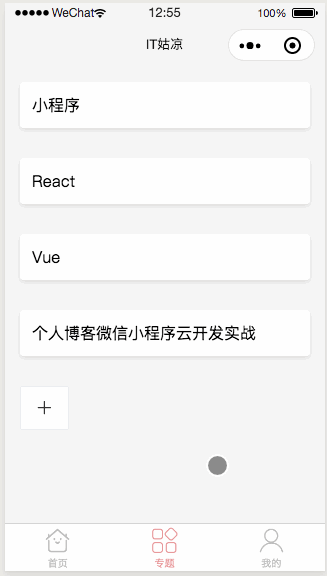 WeChat 12:55 100%
IT姑凉
小程序
React
Vue
个人博客微信小程序云开发实战
+
首页 专题 我的